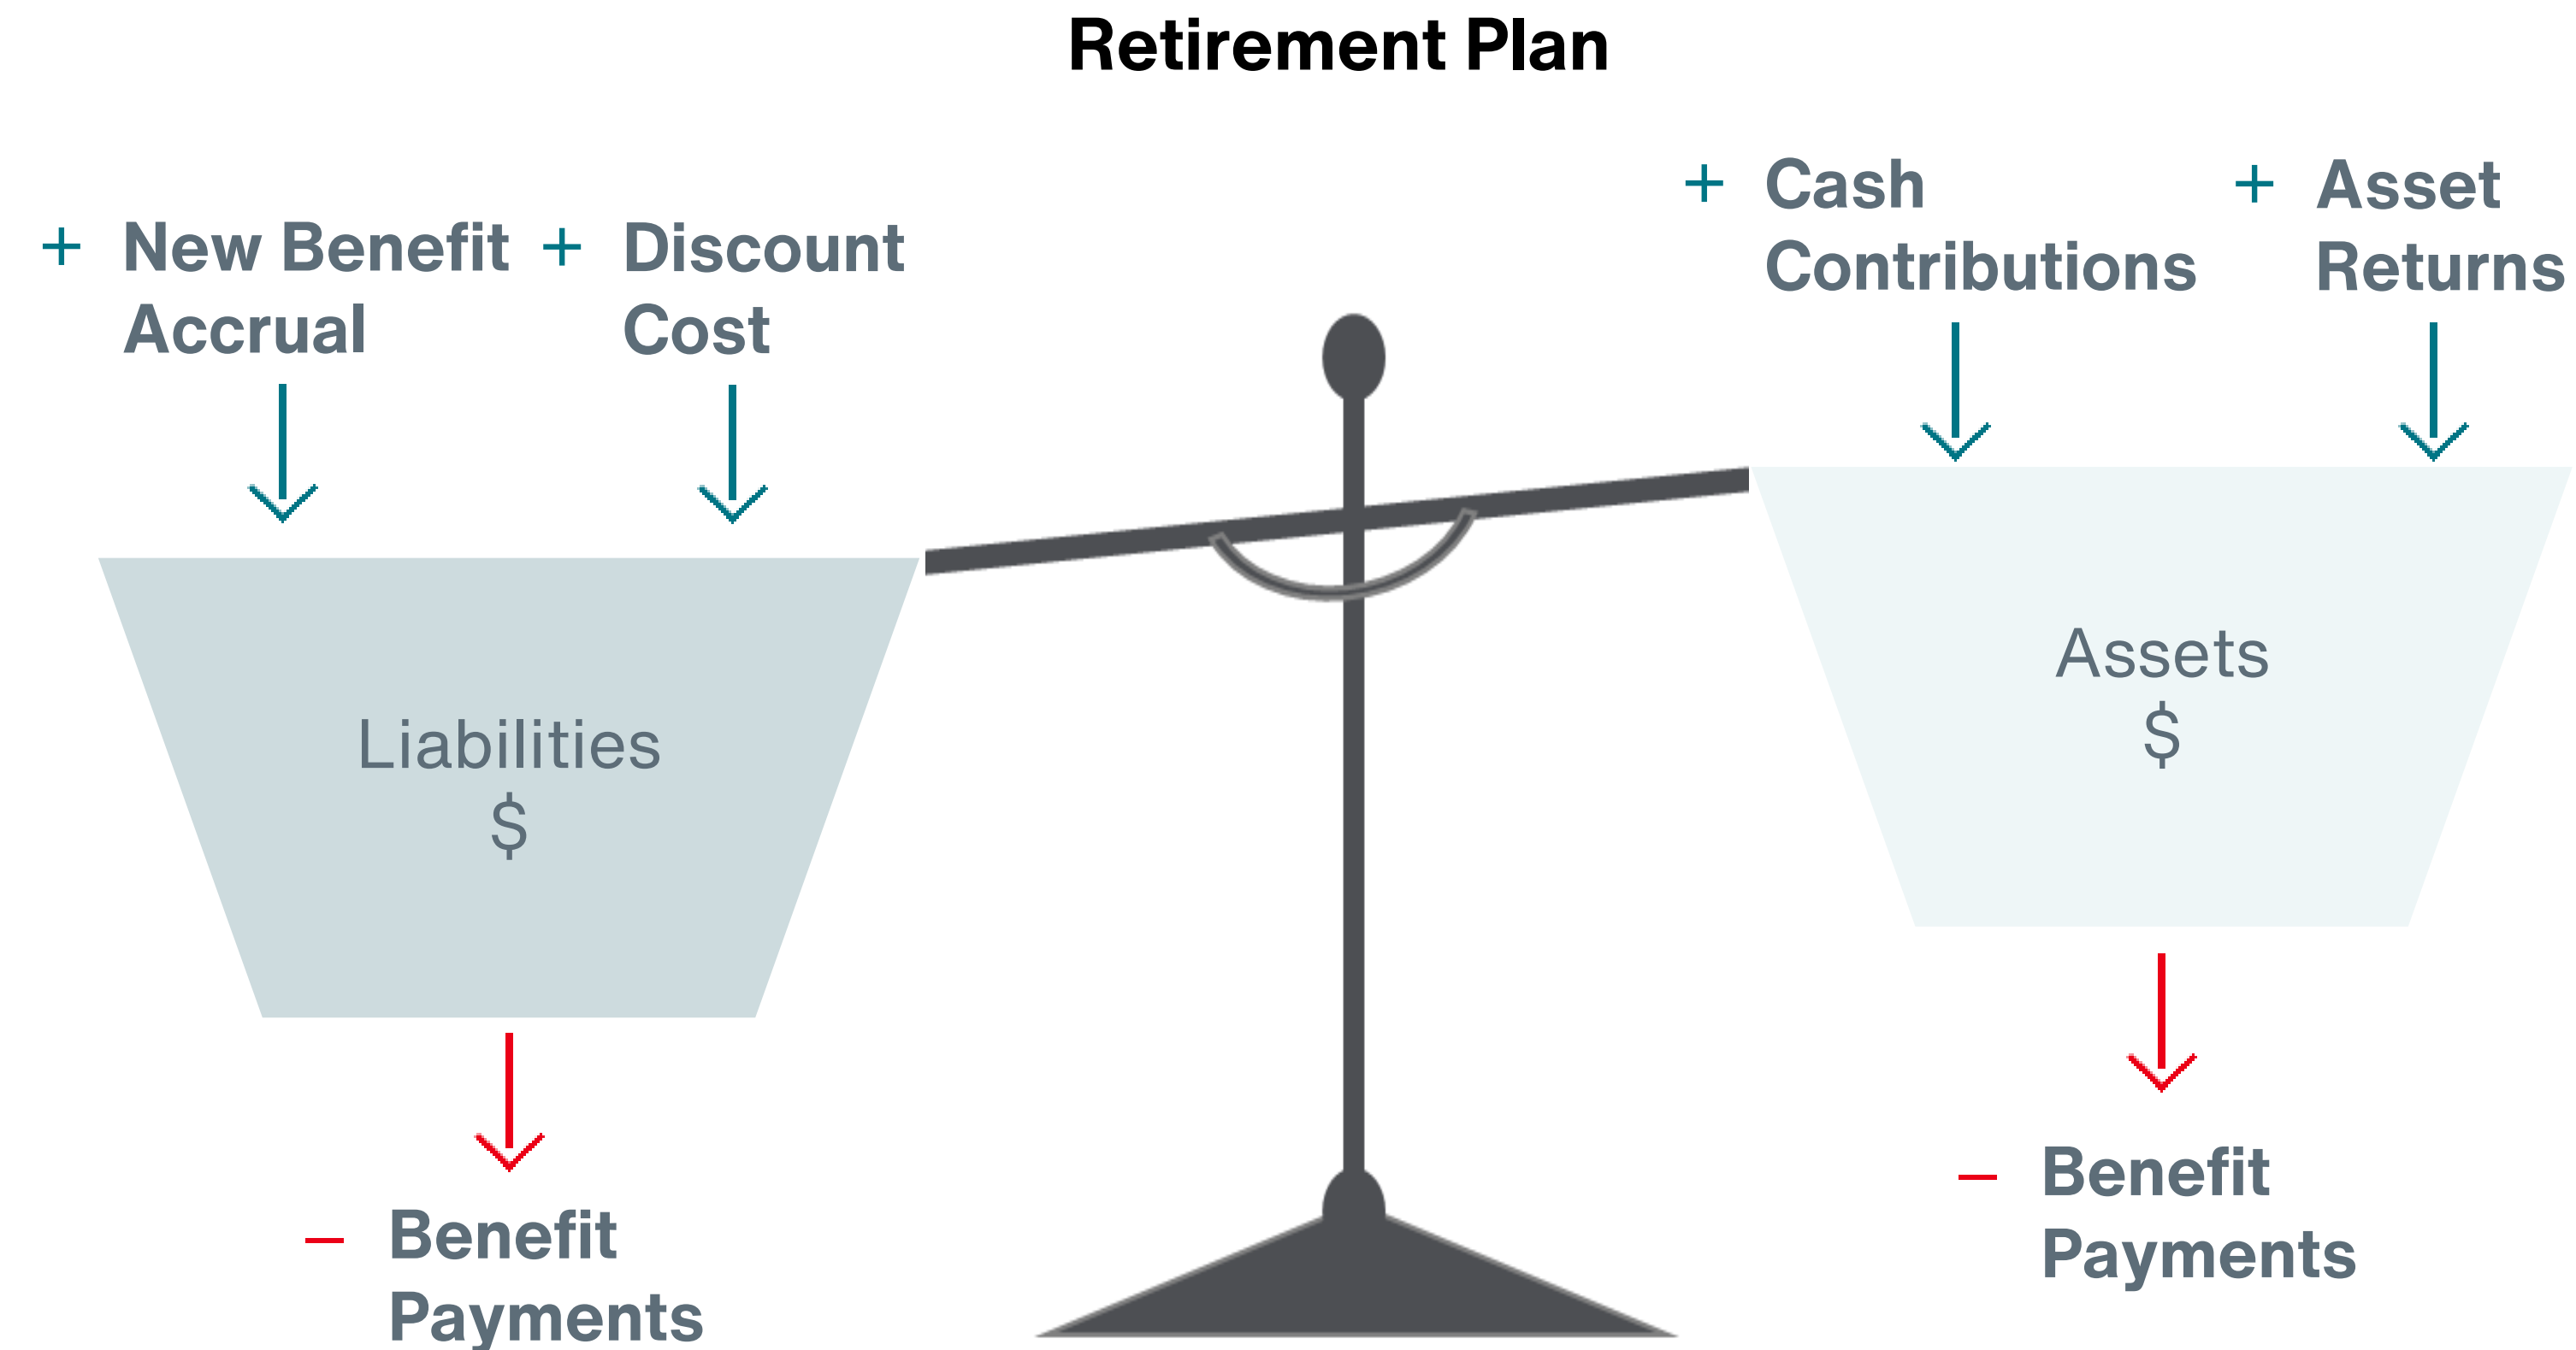 Retirement Plan
+ New Benefit
Accrual
+ Discount
Cost
+ Cash
Contributions
+ Asset
Returns
Liabilities
$
Assets
$
– Benefit
Payments
– Benefit
Payments